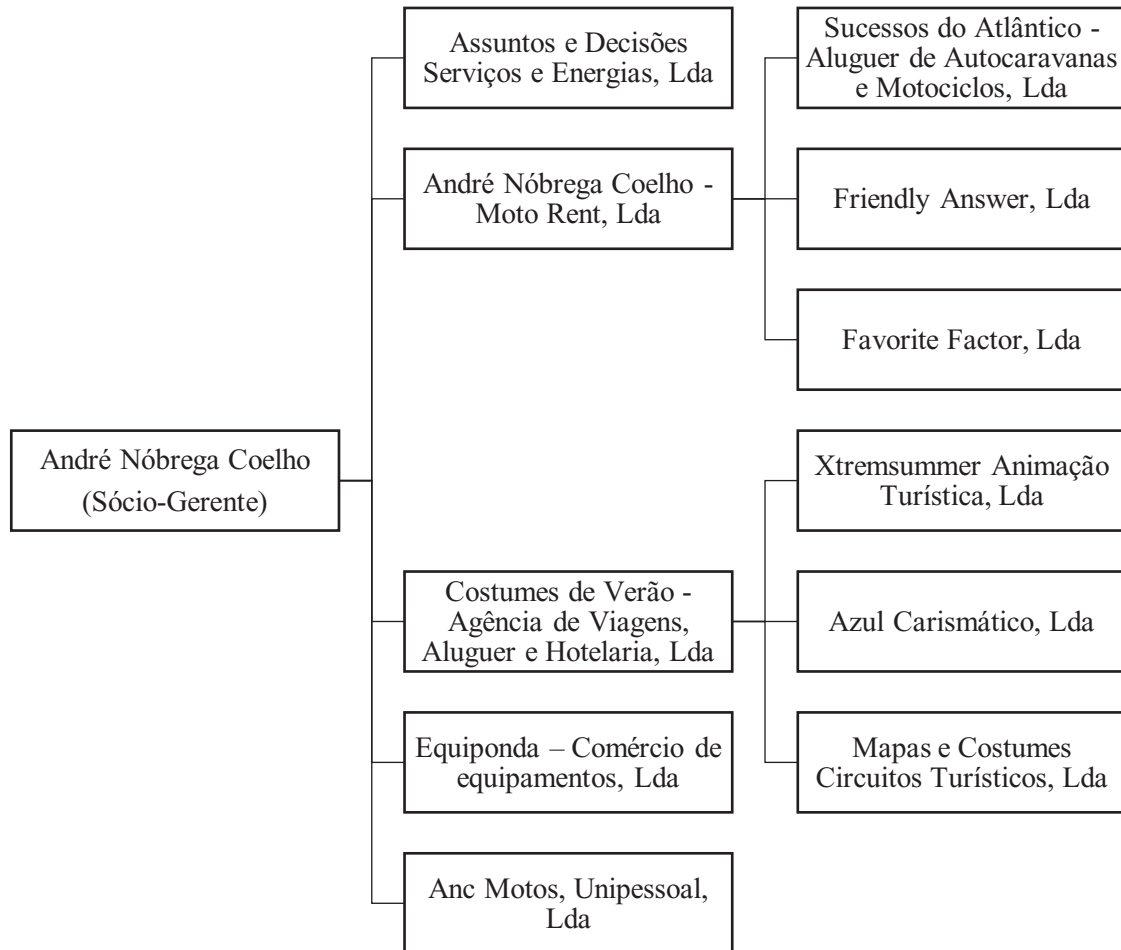 André Nóbrega Coelho
(Sócio-Gerente)
Assuntos e Decisões
Serviços e Energias, Lda
André Nóbrega Coelho -
Moto Rent, Lda
Sucessos do Atlântico -
Aluguer de Autocaravanas
e Motociclos, Lda
Friendly Answer, Lda
Favorite Factor, Lda
Costumes de Verão -
Agência de Viagens,
Aluguer e Hotelaria, Lda
Xtremsummer Animação
Turística, Lda
Azul Carismático, Lda
Mapas e Costumes
Circuitos Turísticos, Lda
Equiponda – Comércio de
equipamentos, Lda
Anc Motos, Unipessoal,
Lda